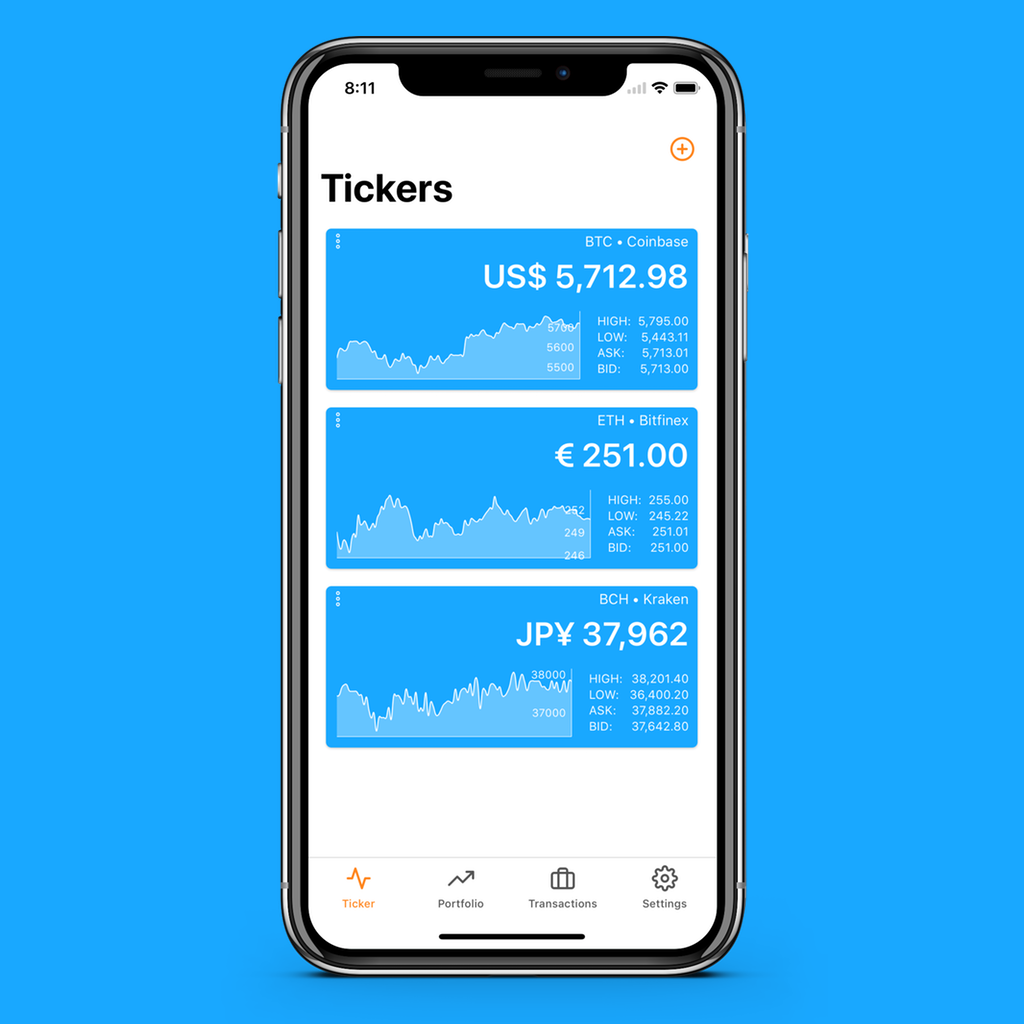 8:11
Tickers
BTC • Coinbase
US$ 5,712.98
5700
5600
5500
HIGH: 5,795.00
LOW: 5,443.11
ASK: 5,713.01
BID: 5,713.00
ETH • Bitfinex
€ 251.00
252
249
246
HIGH: 255.00
LOW: 245.22
ASK: 251.01
BID: 251.00
BCH • Kraken
JP¥ 37,962
38000
37000
HIGH: 38,201.40
LOW: 36,400.20
ASK: 37,882.20
BID: 37,642.80
Ticker Portfolio Transactions Settings